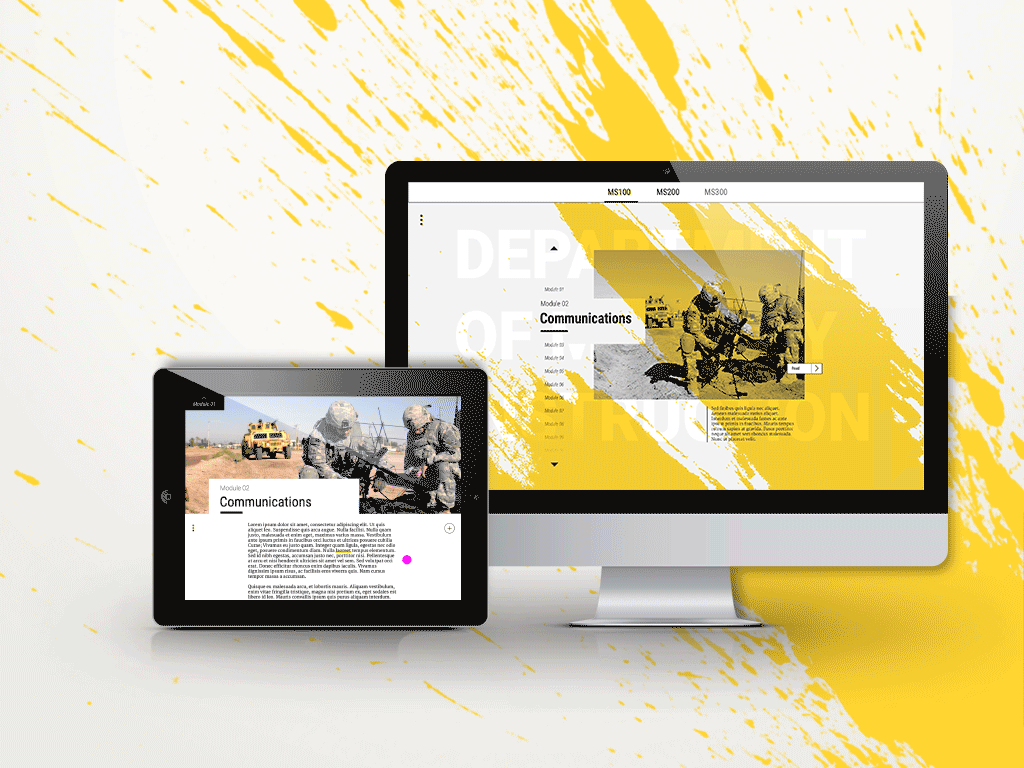 MS100 MS200 MS300
DEPARTMENT
OF
Module 01
Module 02
Communications
Module 03
Module 04
Module 05
Module 06
Module 07
Module 08
Read
Sed finibus quis ligula nec aliquet.
Aenean malesuada metus aliquet.
Module 01
Module 02
Communications
Lorem ipsum dolor sit amet, consectetur adipiscing elit. Ut quis
aliquet leo. Suspendisse quis arcu augue. Nulla facilisi. Nulla quam
justo, malesuada et enim eget, maximus varius massa. Vestibulum
ante ipsum primis in faucibus orci luctus et ultrices posuere cubilia
Curae; Vivamus eu justo quam. Integer quam ligula, egestas nec odio
eget, posuere condimentum diam. Nulla laoreet tempus elementum.
Sed id nibh egestas, accumsan justo nec, porttitor nisi. Pellentesque
at arcu et nisi hendrerit ultricies sit amet vel sem. Sed volutpat orci
erat. Donec efficitur rhoncus enim dapibus iaculis. Vivamus
dignissim ipsum risus, ac facilisis eros viverra quis. Nam cursus
tempor massa a accumsan.
Quisque ex malesuada arcu, et lobortis mauris. Aliquam vestibulum,
enim vitae fringilla tristique, magna nisi pretium ex, eget sodales est
libero id leo. Mauris convallis ipsum quis purus aliquam interdum.